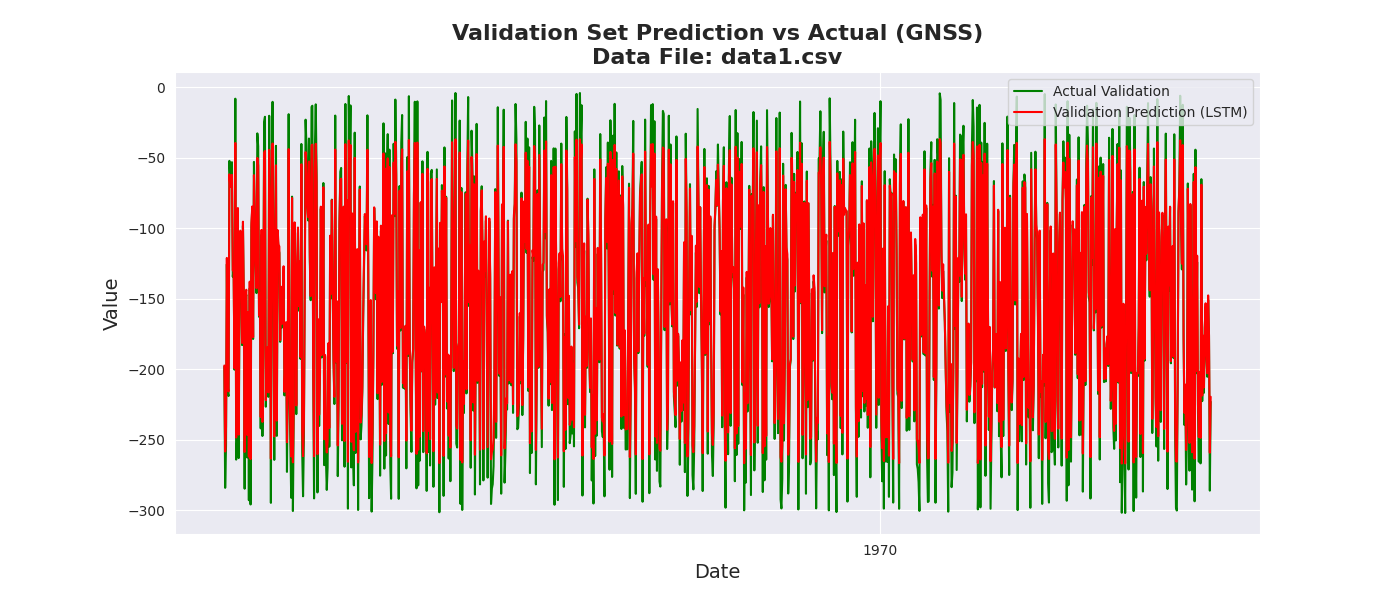 Validation Set Prediction vs Actual (GNSS)
Data File: data1.csv
Actual Validation
Validation Prediction (LSTM)
Value
0
−50
−100
−150
−200
−250
−300
1970
Date